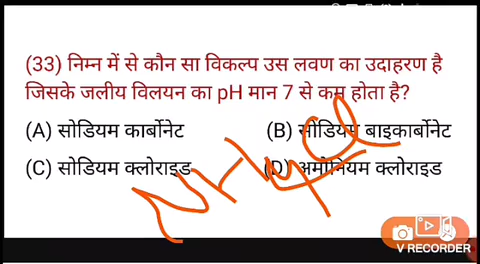 (33) निम्न में से कौन सा विकल्प उस लवण का उदाहरण है
जिसके जलीय विलयन का pH मान 7 से कम होता है?
(A) सोडियम कार्बोनेट (B) सोडियम बाइकार्बोनेट
(C) सोडियम क्लोराइड (D) अमोनियम क्लोराइड
NH4Cl
V RECORDER